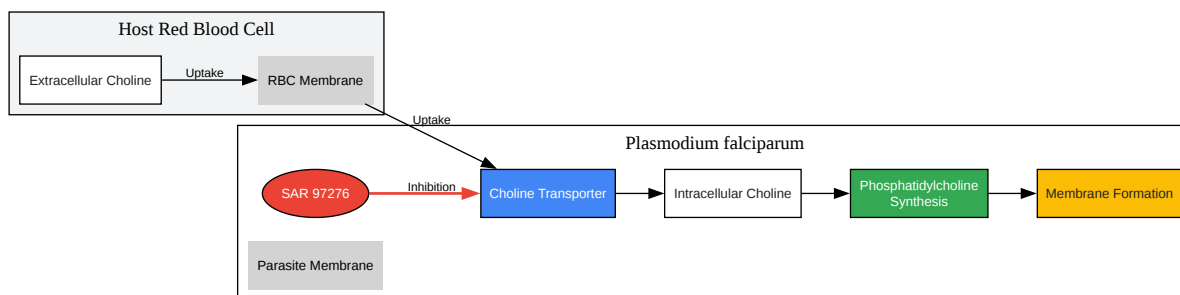 Host Red Blood Cell
Extracellular Choline
Uptake
RBC Membrane
Uptake
Plasmodium falciparum
SAR 97276
Inhibition
Choline Transporter
Intracellular Choline
Phosphatidylcholine
Synthesis
Membrane Formation
Parasite Membrane